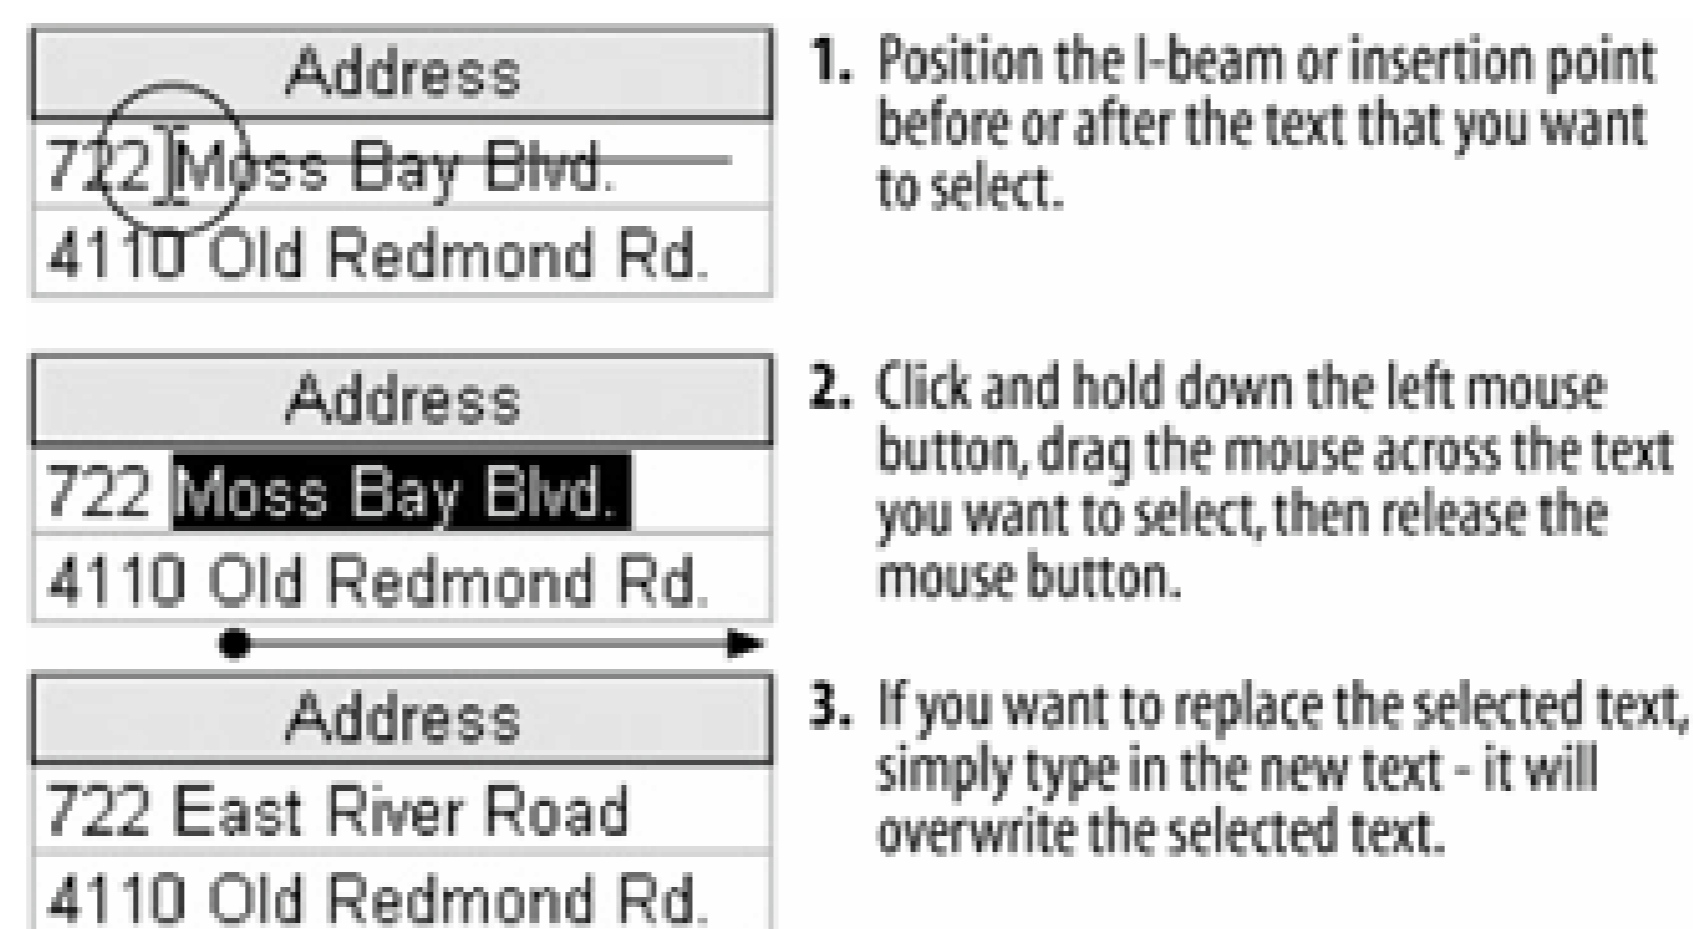 Address
722 Moss Bay Blvd.
4110 Old Redmond Rd.
1. Position the I-beam or insertion point
before or after the text that you want
to select.
Address
722 Moss Bay Blvd.
4110 Old Redmond Rd.
2. Click and hold down the left mouse
button, drag the mouse across the text
you want to select, then release the
mouse button.
Address
722 East River Road
4110 Old Redmond Rd.
3. If you want to replace the selected text,
simply type in the new text - it will
overwrite the selected text.